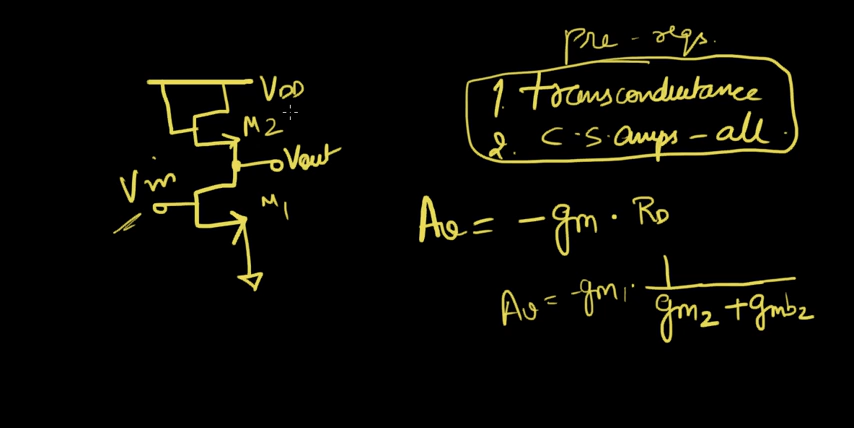 Pre-reqs.
1. Transconductance
2. C.S. Amps - all.
VDD
M2
Vout
Vin
M1
Av = -gm · RD
Av = -gm1 · 1 / gm2 + gmb2